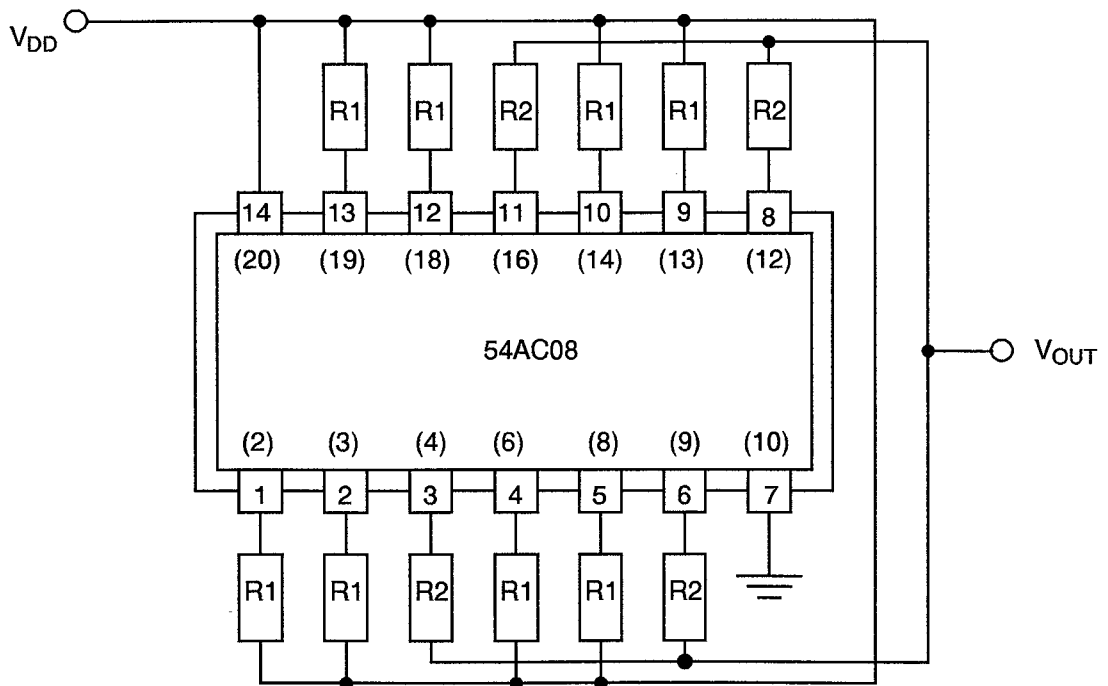 V_DD
R1 R1 R2 R1 R1 R2
14 13 12 11 10 9 8
(20) (19) (18) (16) (14) (13) (12)
54AC08
V_OUT
(2) (3) (4) (6) (8) (9) (10)
1 2 3 4 5 6 7
R1 R1 R2 R1 R1 R2